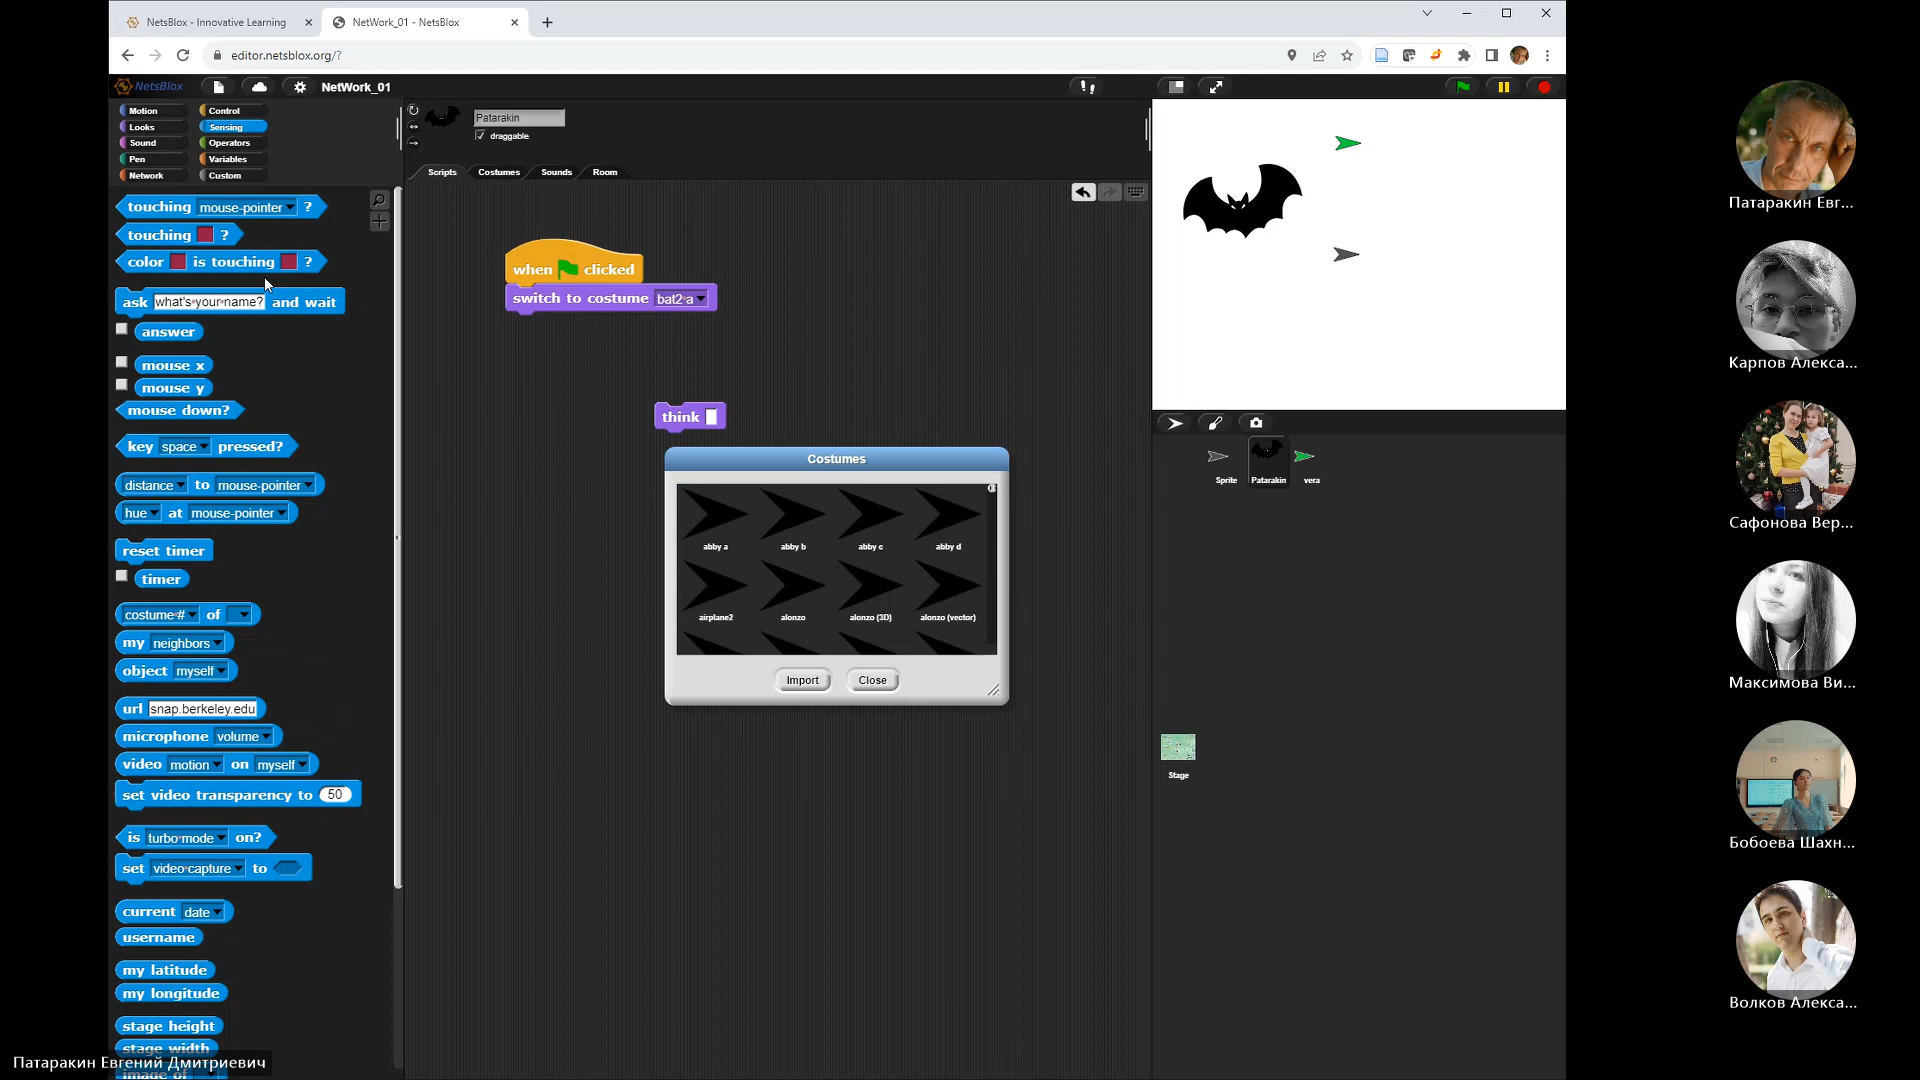 NetsBlox - Innovative Learning
NetWork_01 - NetsBlox
editor.netsblox.org/?
NetsBlox
NetWork_01
Motion
Control
Looks
Sensing
Sound
Operators
Pen
Variables
Network
Custom
touching mouse-pointer ?
touching ?
color is touching ?
ask what's your name? and wait
answer
mouse x
mouse y
mouse down?
key space pressed?
distance to mouse-pointer
hue at mouse-pointer
reset timer
timer
costume # of
my neighbors
object myself
url snap.berkeley.edu
microphone volume
video motion on myself
set video transparency to 50
is turbo mode on?
set video capture to
current date
username
my latitude
my longitude
stage height
stage width
image of
Patarakin
draggable
Scripts
Costumes
Sounds
Room
when clicked
switch to costume bat2 a
think
Costumes
abby a
abby b
abby c
abby d
airplane2
alonzo
alonzo (3D)
alonzo (vector)
Import
Close
Sprite
Patarakin
vera
Stage
Патаракин Евг...
Карпов Алекса...
Сафонова Вер...
Максимова Ви...
Бобоева Шахн...
Волков Алекса...
Патаракин Евгений Дмитриевич